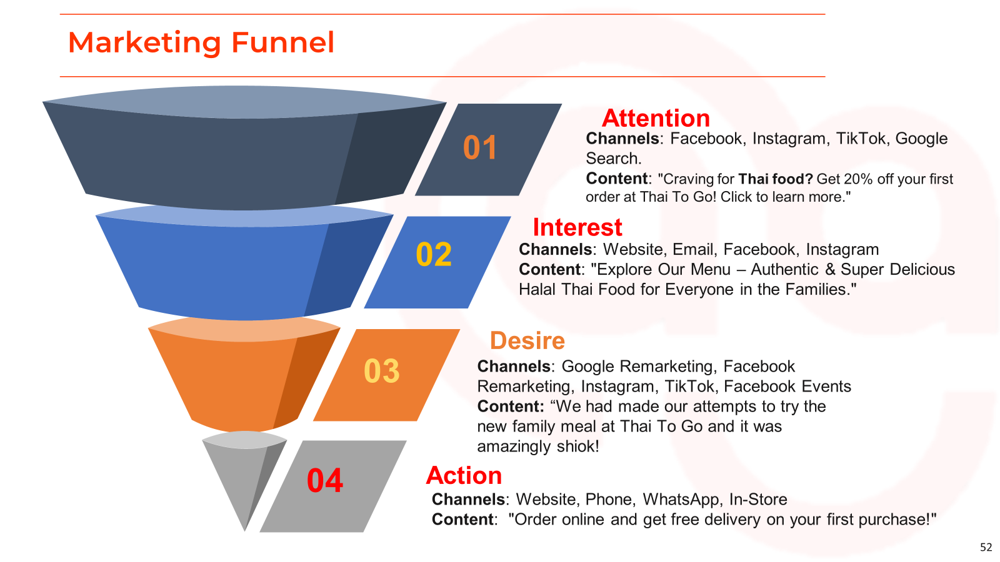 Marketing Funnel
01
Attention
Channels: Facebook, Instagram, TikTok, Google
Search.
Content: "Craving for Thai food? Get 20% off your first
order at Thai To Go! Click to learn more."
02
Interest
Channels: Website, Email, Facebook, Instagram
Content: "Explore Our Menu – Authentic & Super Delicious
Halal Thai Food for Everyone in the Families."
03
Desire
Channels: Google Remarketing, Facebook
Remarketing, Instagram, TikTok, Facebook Events
Content: “We had made our attempts to try the
new family meal at Thai To Go and it was
amazingly shiok!
04
Action
Channels: Website, Phone, WhatsApp, In-Store
Content: "Order online and get free delivery on your first purchase!"
52